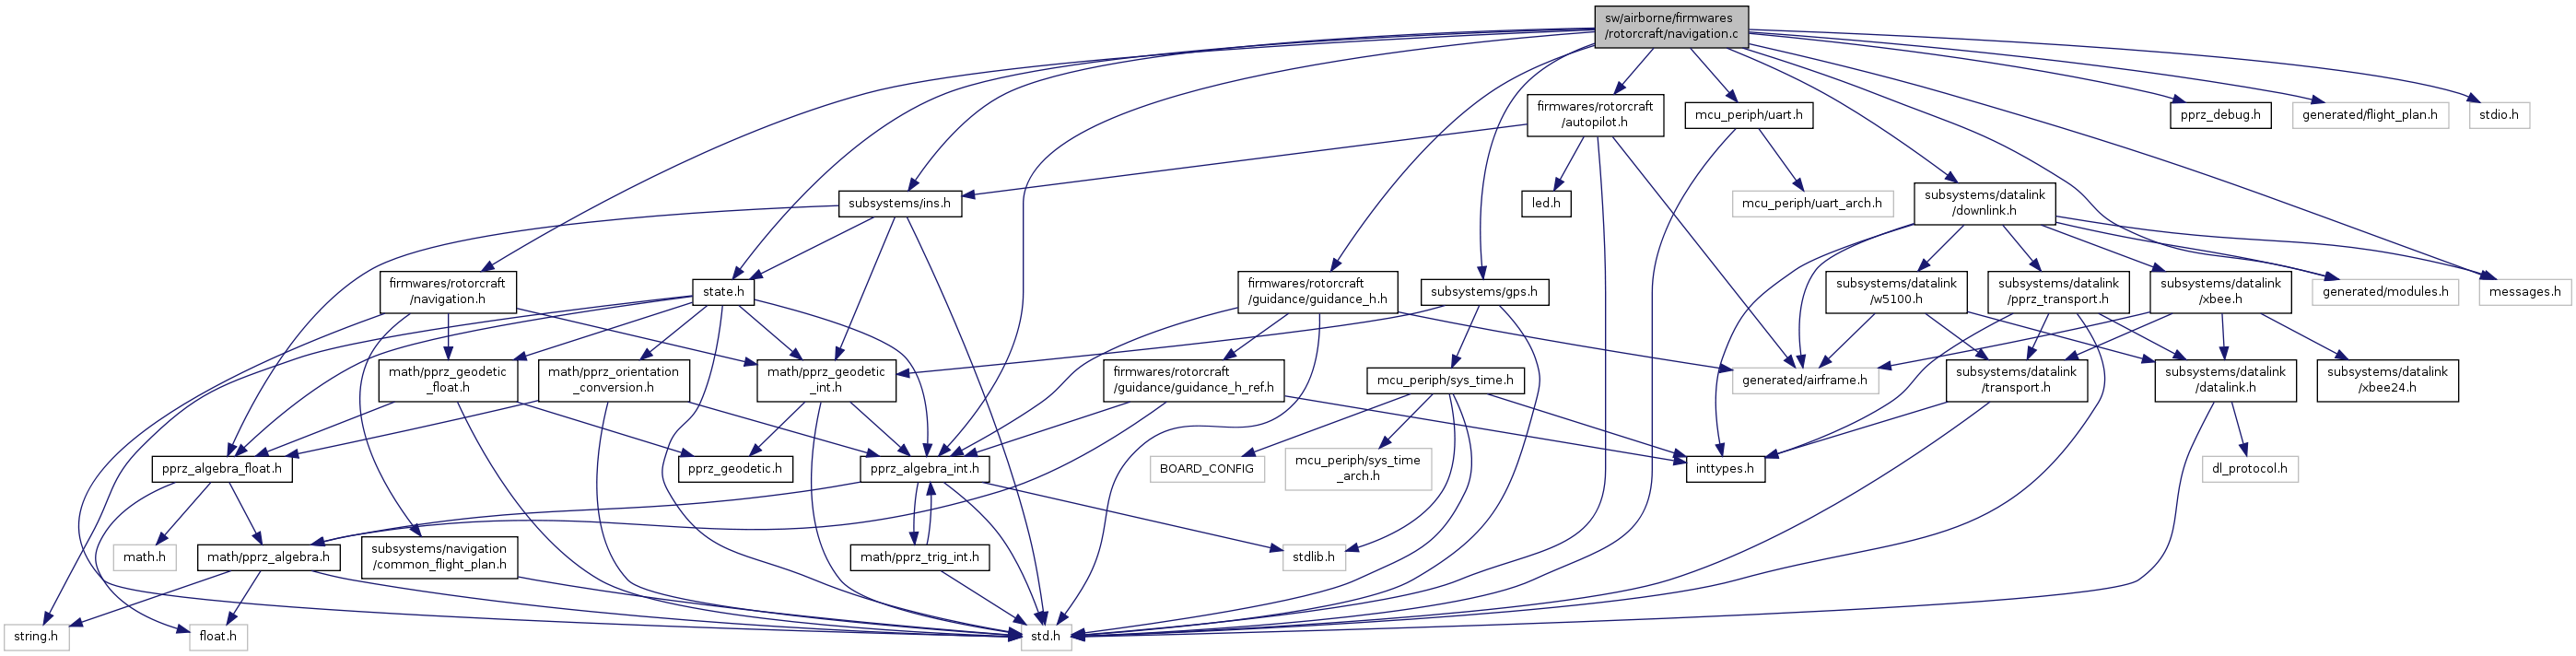 sw/airborne/firmwares
/rotorcraft/navigation.c
firmwares/rotorcraft
/autopilot.h
mcu_periph/uart.h
pprz_debug.h
generated/flight_plan.h
stdio.h
subsystems/ins.h
led.h
mcu_periph/uart_arch.h
subsystems/datalink
/downlink.h
firmwares/rotorcraft
/navigation.h
state.h
firmwares/rotorcraft
/guidance/guidance_h.h
subsystems/gps.h
subsystems/datalink
/w5100.h
subsystems/datalink
/pprz_transport.h
subsystems/datalink
/xbee.h
generated/modules.h
messages.h
math/pprz_geodetic
_float.h
math/pprz_orientation
_conversion.h
math/pprz_geodetic
_int.h
firmwares/rotorcraft
/guidance/guidance_h_ref.h
mcu_periph/sys_time.h
generated/airframe.h
subsystems/datalink
/transport.h
subsystems/datalink
/datalink.h
subsystems/datalink
/xbee24.h
pprz_algebra_float.h
pprz_geodetic.h
pprz_algebra_int.h
BOARD_CONFIG
mcu_periph/sys_time
_arch.h
inttypes.h
dl_protocol.h
math.h
math/pprz_algebra.h
subsystems/navigation
/common_flight_plan.h
math/pprz_trig_int.h
stdlib.h
string.h
float.h
std.h